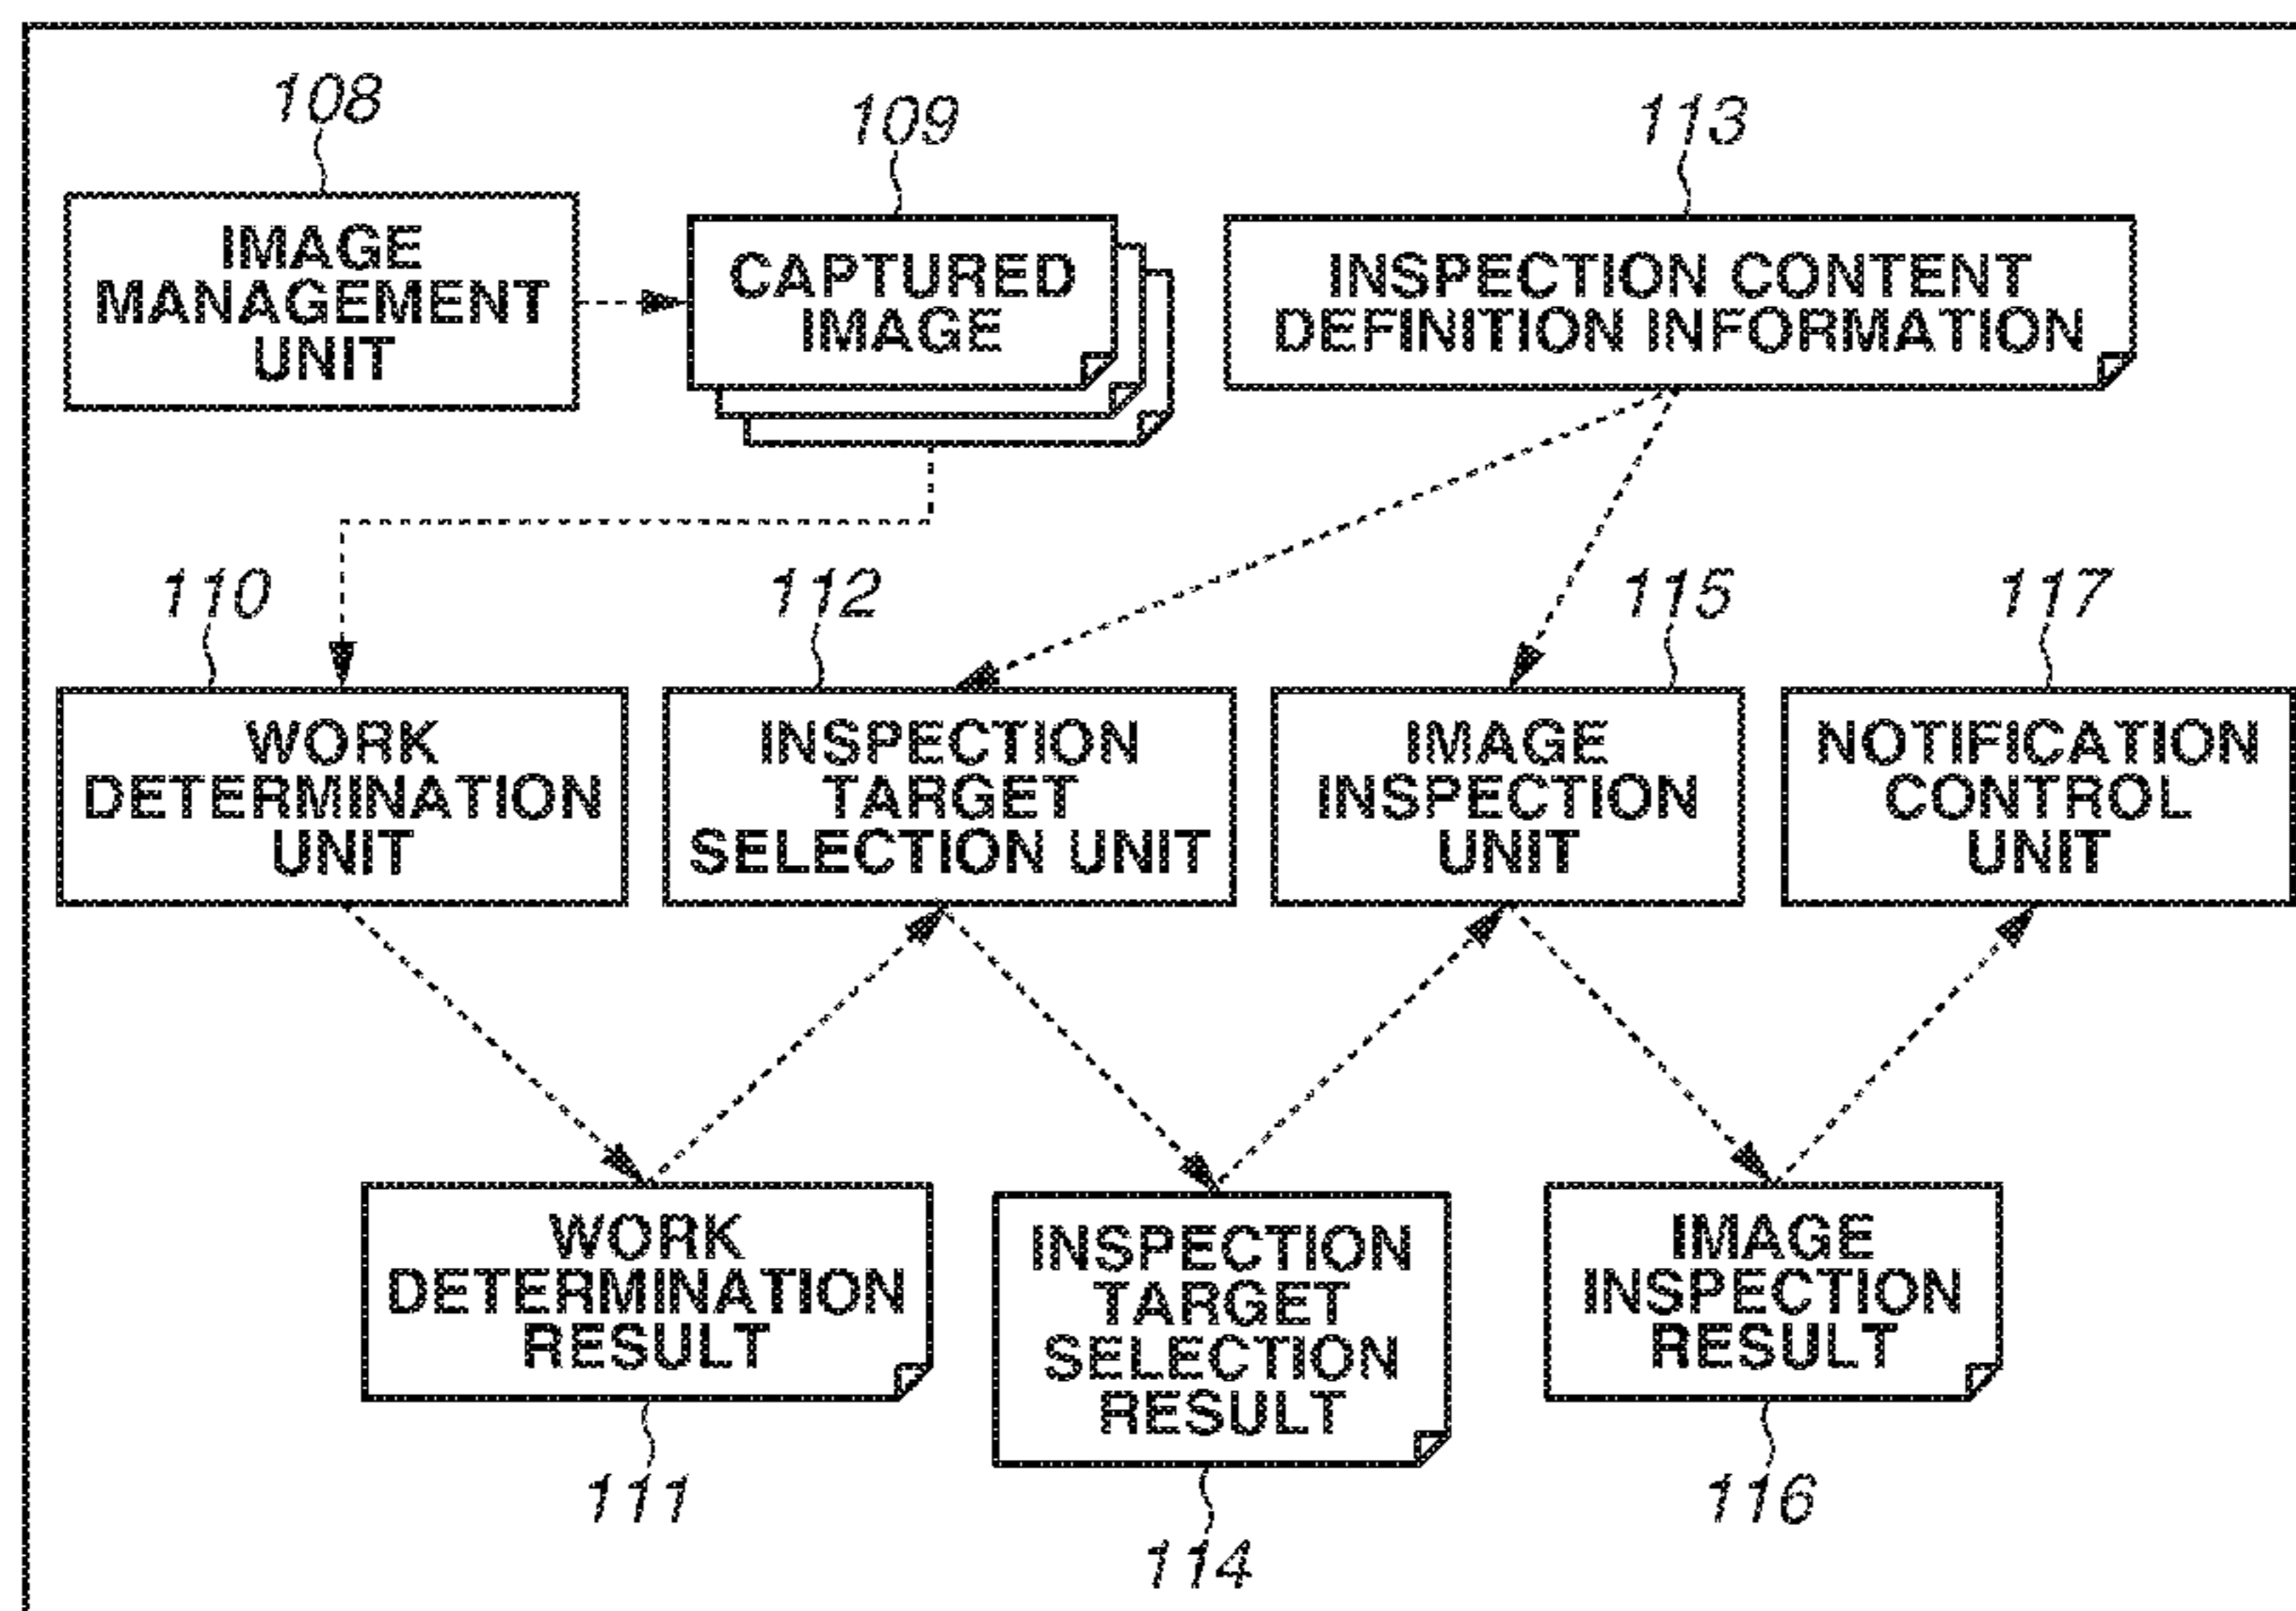 108
109
113
IMAGE
MANAGEMENT
UNIT
CAPTURED
IMAGE
INSPECTION CONTENT
DEFINITION INFORMATION
110
112
115
117
WORK
DETERMINATION
UNIT
INSPECTION
TARGET
SELECTION UNIT
IMAGE
INSPECTION
UNIT
NOTIFICATION
CONTROL
UNIT
WORK
DETERMINATION
RESULT
INSPECTION
TARGET
SELECTION
RESULT
IMAGE
INSPECTION
RESULT
111
114
116